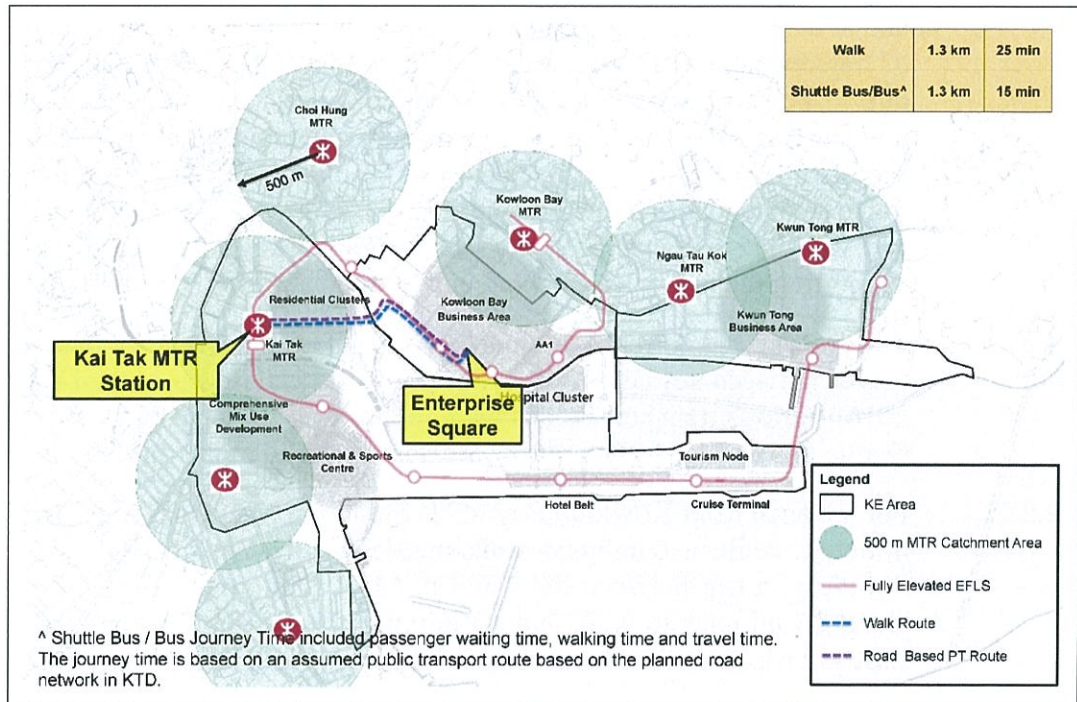 Walk 1.3 km 25 min
Shuttle Bus/Bus^ 1.3 km 15 min
Choi Hung
MTR
500 m
Kowloon Bay
MTR
Kwun Tong MTR
Ngau Tau Kok
MTR
Residential Clusters
Kowloon Bay
Business Area
Kwun Tong
Business Area
Kai Tak
MTR
AA1
Kai Tak MTR
Station
Enterprise
Square
Hospital Cluster
Comprehensive
Mix Use
Development
Recreational & Sports
Centre
Tourism Node
Hotel Belt
Cruise Terminal
Legend
KE Area
500 m MTR Catchment Area
Fully Elevated EFLS
Walk Route
Road Based PT Route
^ Shuttle Bus / Bus Journey Time included passenger waiting time, walking time and travel time.
The journey time is based on an assumed public transport route based on the planned road
network in KTD.